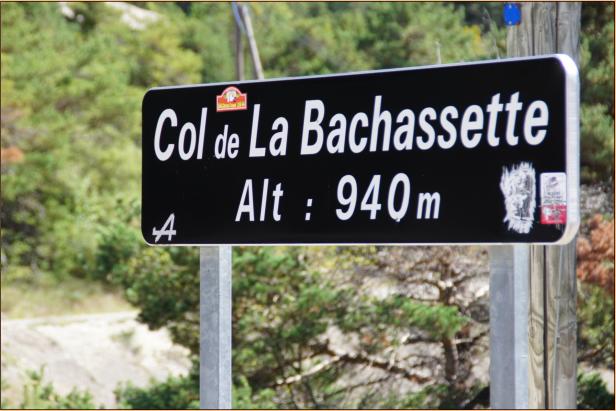 Col de La Bachassette
Alt : 940 m